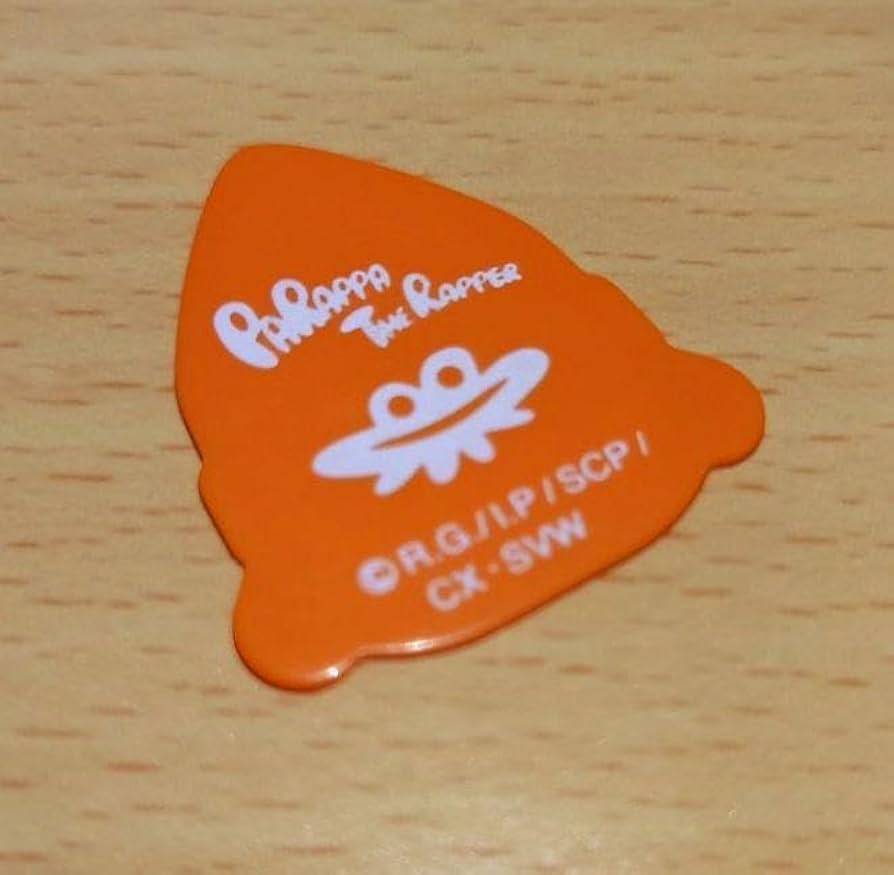 PARAPPA
THE RAPPER
©R.G./I.P/SCP/
CX·SVW